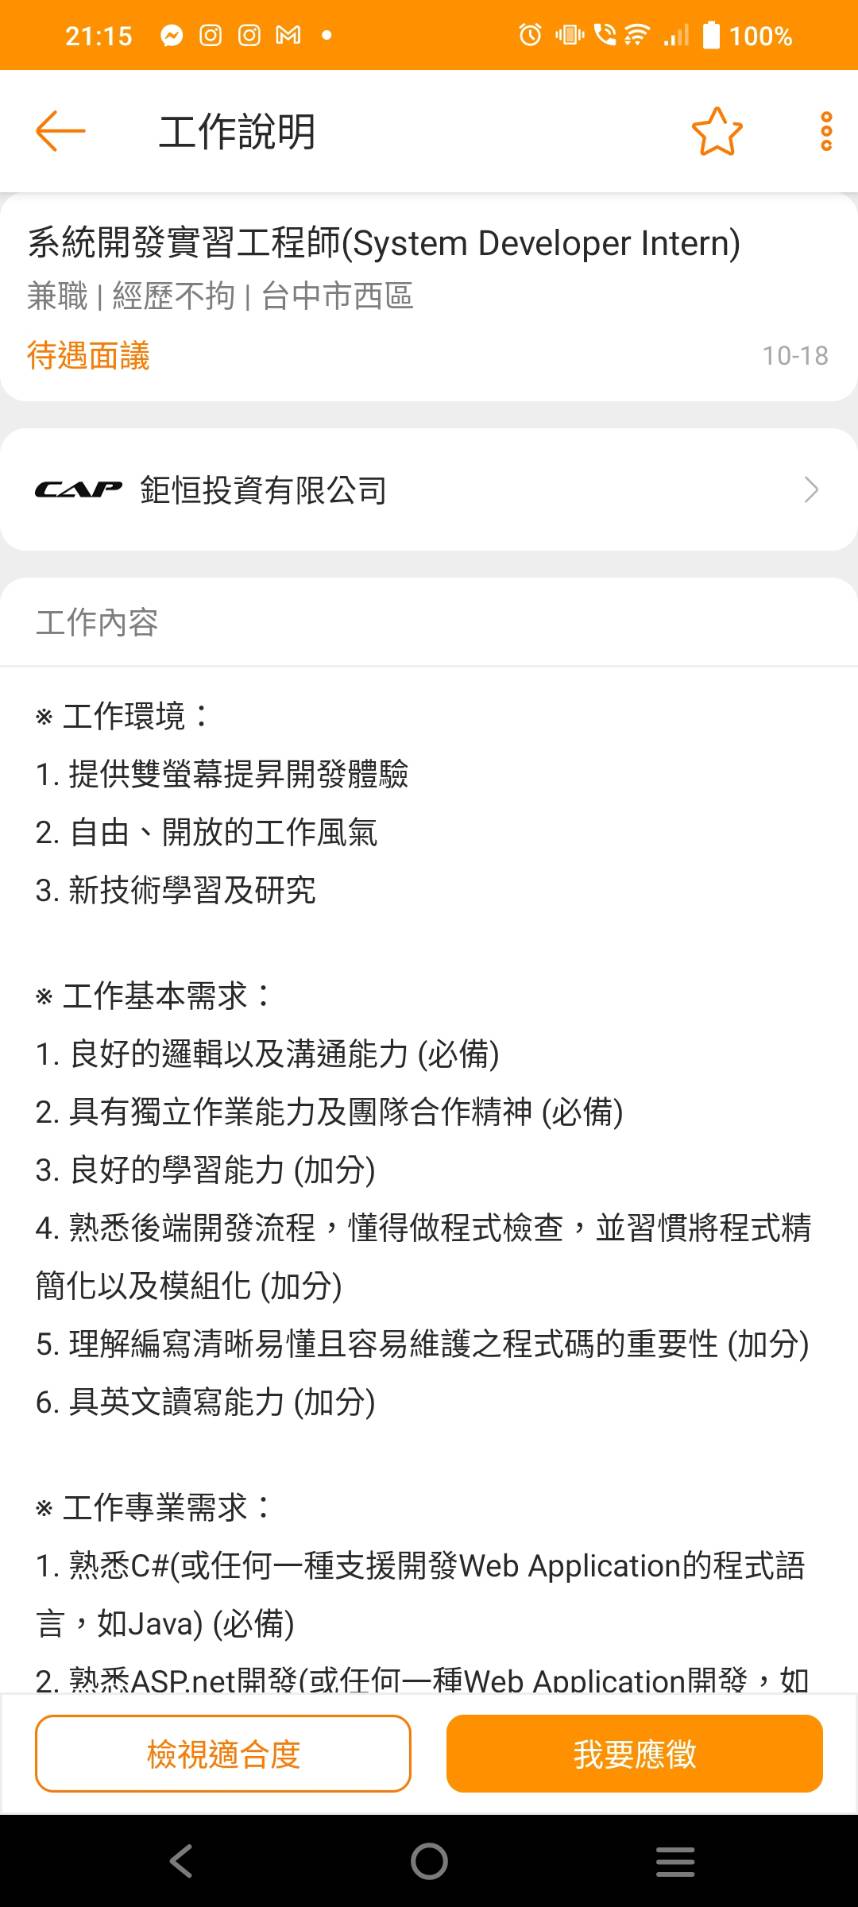 21:15
100%
工作說明
系統開發實習工程師(System Developer Intern)
兼職 | 經歷不拘 | 台中市西區
待遇面議
10-18
CAP 鉅恒投資有限公司
工作內容
※ 工作環境：
1. 提供雙螢幕提昇開發體驗
2. 自由、開放的工作風氣
3. 新技術學習及研究
※ 工作基本需求：
1. 良好的邏輯以及溝通能力 (必備)
2. 具有獨立作業能力及團隊合作精神 (必備)
3. 良好的學習能力 (加分)
4. 熟悉後端開發流程，懂得做程式檢查，並習慣將程式精
簡化以及模組化 (加分)
5. 理解編寫清晰易懂且容易維護之程式碼的重要性 (加分)
6. 具英文讀寫能力 (加分)
※ 工作專業需求：
1. 熟悉C#(或任何一種支援開發Web Application的程式語
言，如Java) (必備)
2. 熟悉ASP.net開發(或任何一種Web Application開發，如
檢視適合度
我要應徵